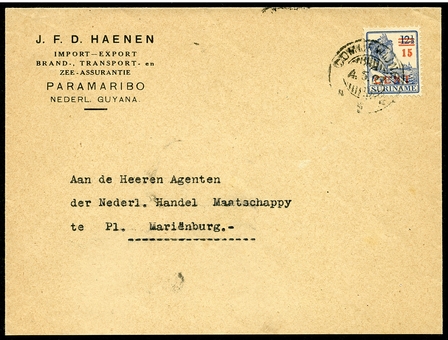 J. F. D. HAENEN
IMPORT—EXPORT
BRAND-, TRANSPORT- en
ZEE-ASSURANTIE
PARAMARIBO
NEDERL. GUYANA.
12½
15
SURINAME
Aan de Heeren Agenten
der Nederl. Handel Maatschappy
te Pl. Mariënburg.-